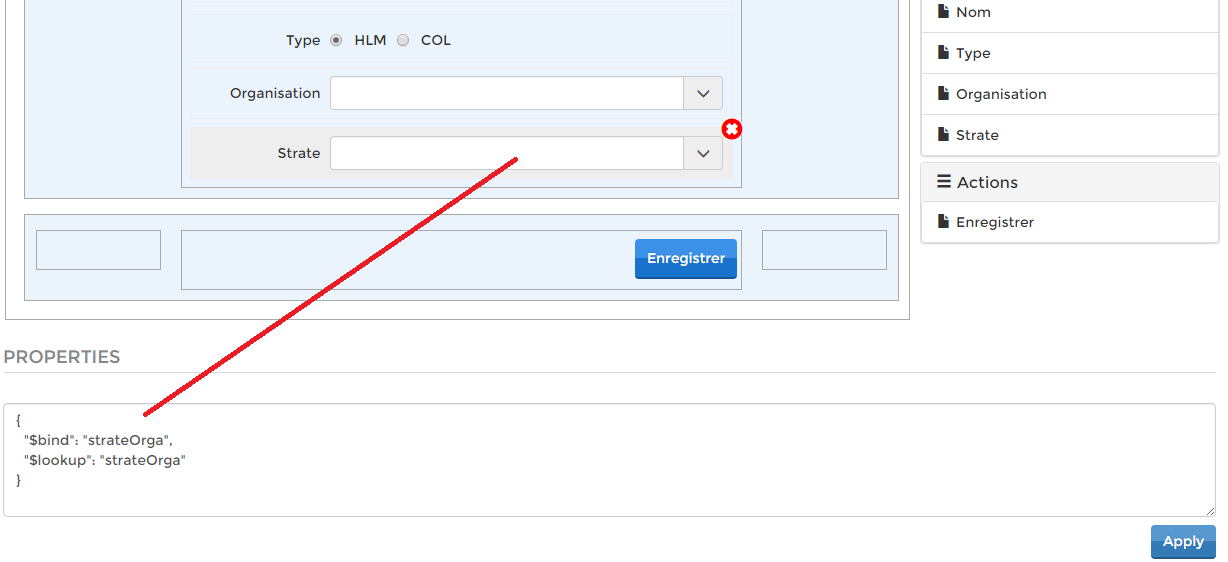 Type HLM COL
Organisation
Strate
Enregistrer
Nom
Type
Organisation
Strate
Actions
Enregistrer
PROPERTIES
{
"$bind": "strateOrga",
"$lookup": "strateOrga"
}
Apply